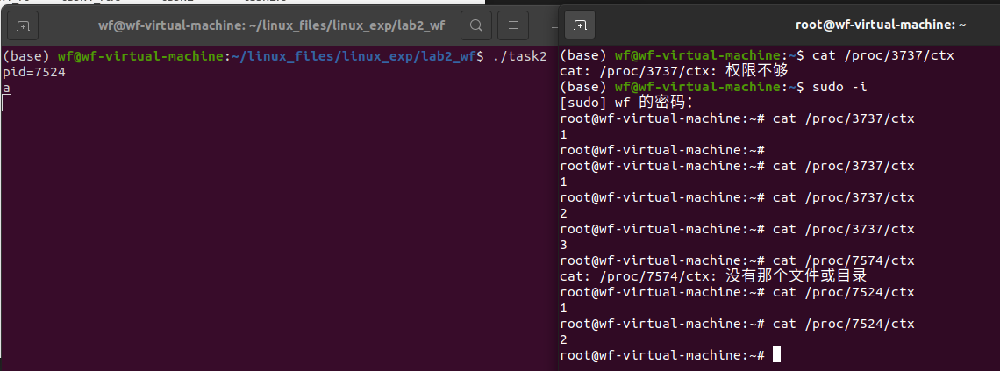 wf@wf-virtual-machine: ~/linux_files/linux_exp/lab2_wf
(base) wf@wf-virtual-machine:~/linux_files/linux_exp/lab2_wf$ ./task2
pid=7524
a
root@wf-virtual-machine: ~
(base) wf@wf-virtual-machine:~$ cat /proc/3737/ctx
cat: /proc/3737/ctx: 权限不够
(base) wf@wf-virtual-machine:~$ sudo -i
[sudo] wf 的密码：
root@wf-virtual-machine:~# cat /proc/3737/ctx
1
root@wf-virtual-machine:~#
root@wf-virtual-machine:~# cat /proc/3737/ctx
1
root@wf-virtual-machine:~# cat /proc/3737/ctx
2
root@wf-virtual-machine:~# cat /proc/3737/ctx
3
root@wf-virtual-machine:~# cat /proc/7574/ctx
cat: /proc/7574/ctx: 没有那个文件或目录
root@wf-virtual-machine:~# cat /proc/7524/ctx
1
root@wf-virtual-machine:~# cat /proc/7524/ctx
2
root@wf-virtual-machine:~#